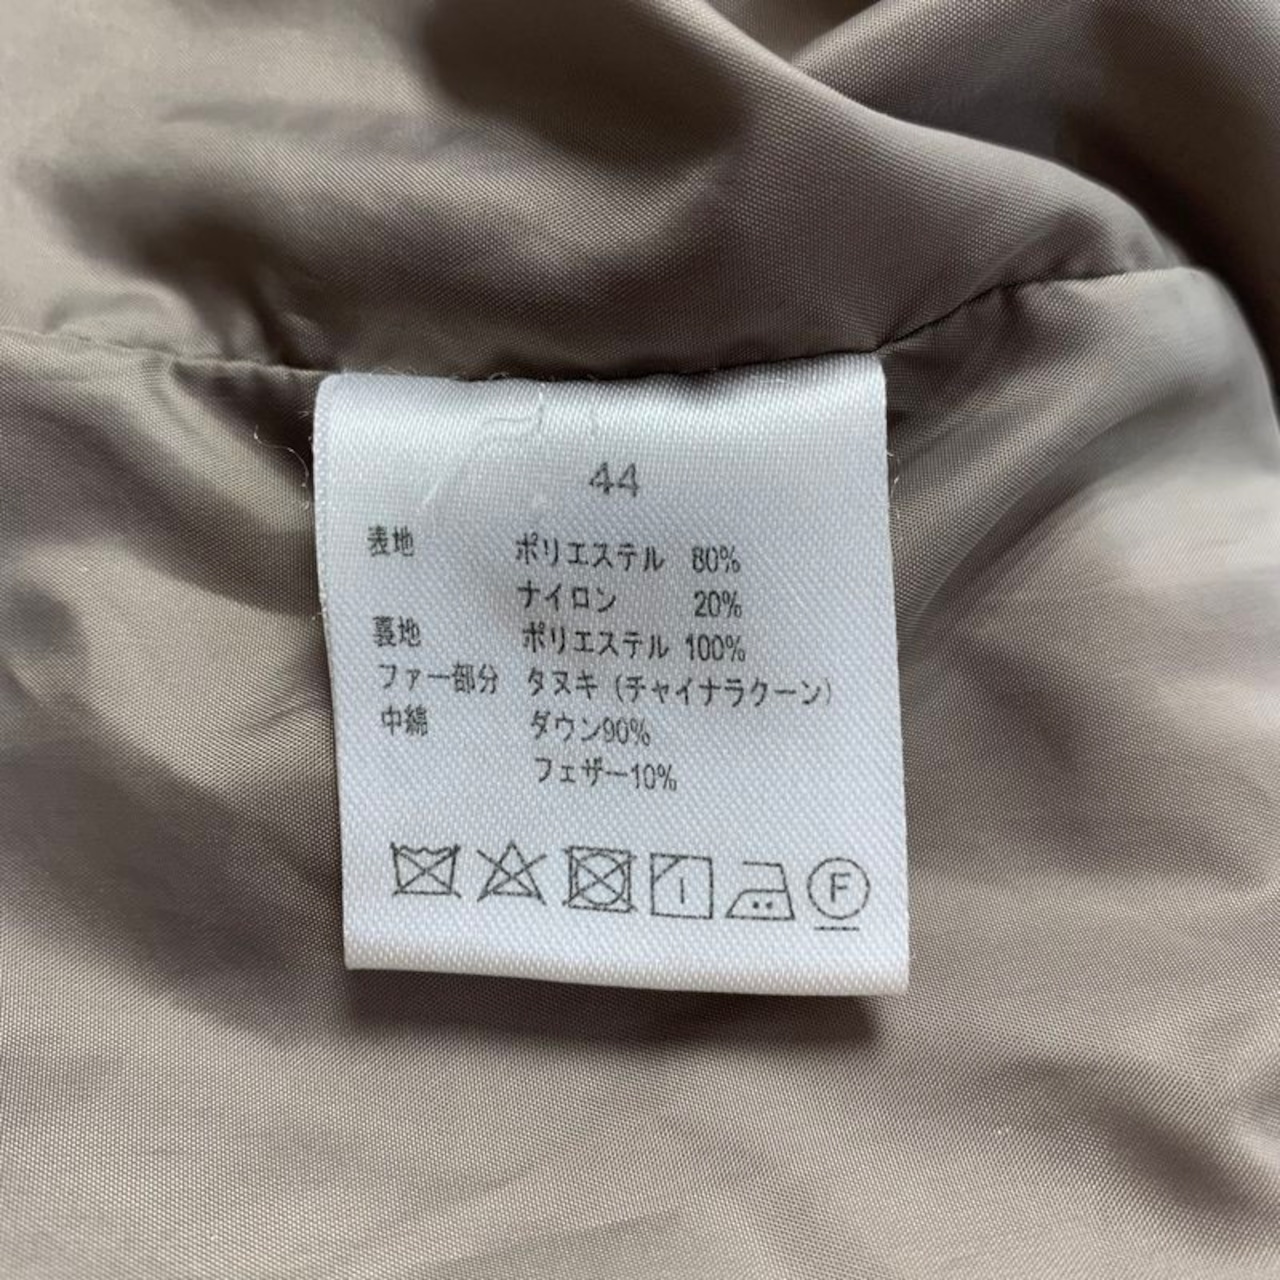 44
表地 ポリエステル 80%
ナイロン 20%
裏地 ポリエステル 100%
ファー部分 タヌキ (チャイナラクーン)
中綿 ダウン90%
フェザー10%
F